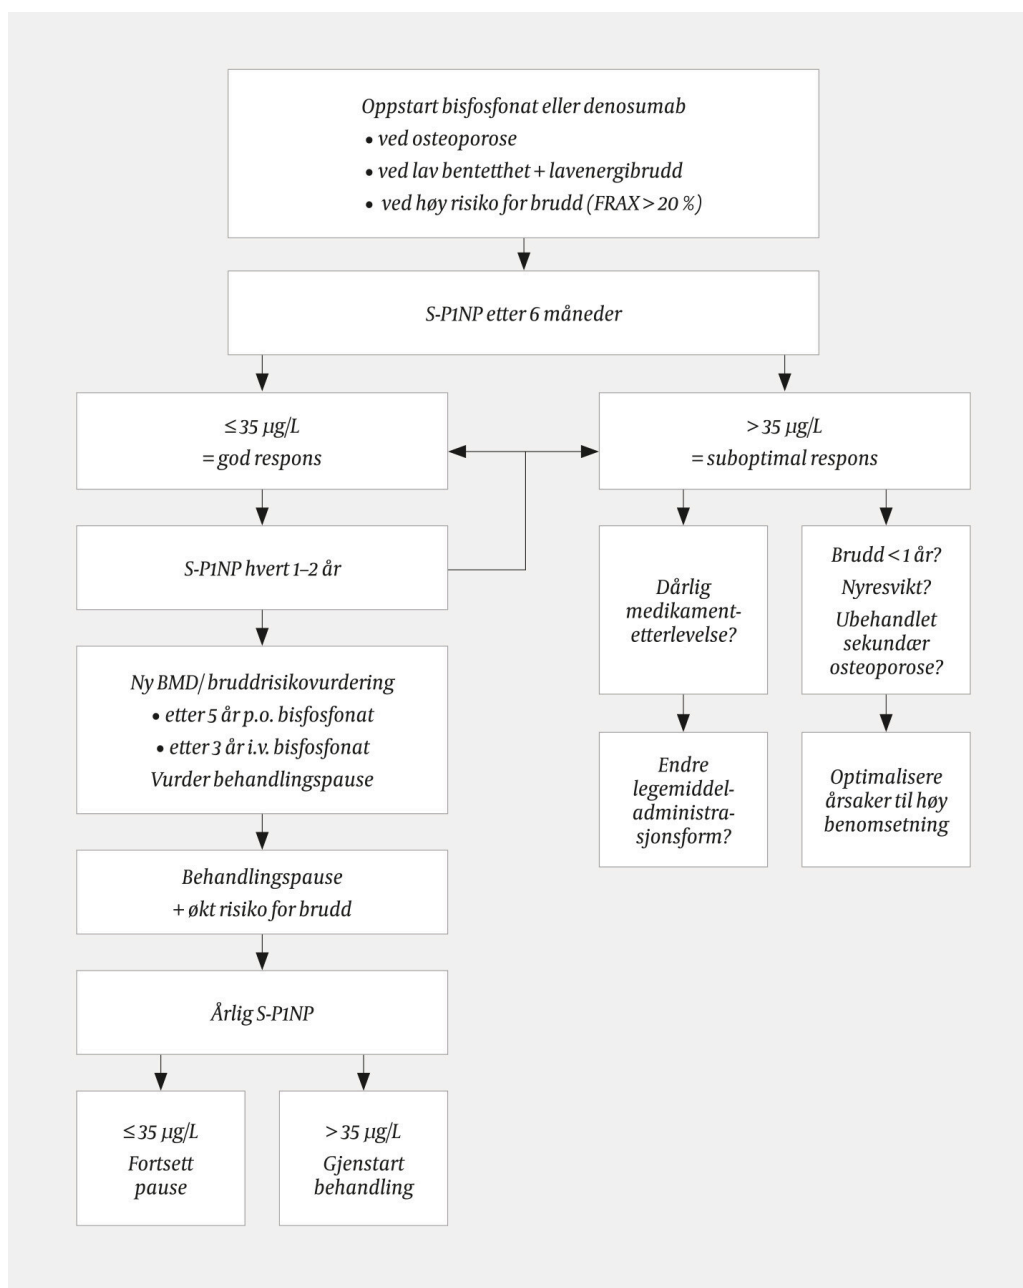 Oppstart bisfosfonat eller denosumab
• ved osteoporose
• ved lav bentetthet + lavenergibrudd
• ved høy risiko for brudd (FRAX > 20 %)
S-P1NP etter 6 måneder
≤ 35 µg/L
= god respons
> 35 µg/L
= suboptimal respons
S-P1NP hvert 1–2 år
Dårlig
medikament-
etterlevelse?
Brudd < 1 år?
Nyresvikt?
Ubehandlet
sekundær
osteoporose?
Ny BMD/ bruddrisikovurdering
• etter 5 år p.o. bisfosfonat
• etter 3 år i.v. bisfosfonat
Vurder behandlingspause
Endre
legemiddel-
administra-
sjonsform?
Optimalisere
årsaker til høy
benomsetning
Behandlingspause
+ økt risiko for brudd
Årlig S-P1NP
≤ 35 µg/L
Fortsett
pause
> 35 µg/L
Gjenstart
behandling